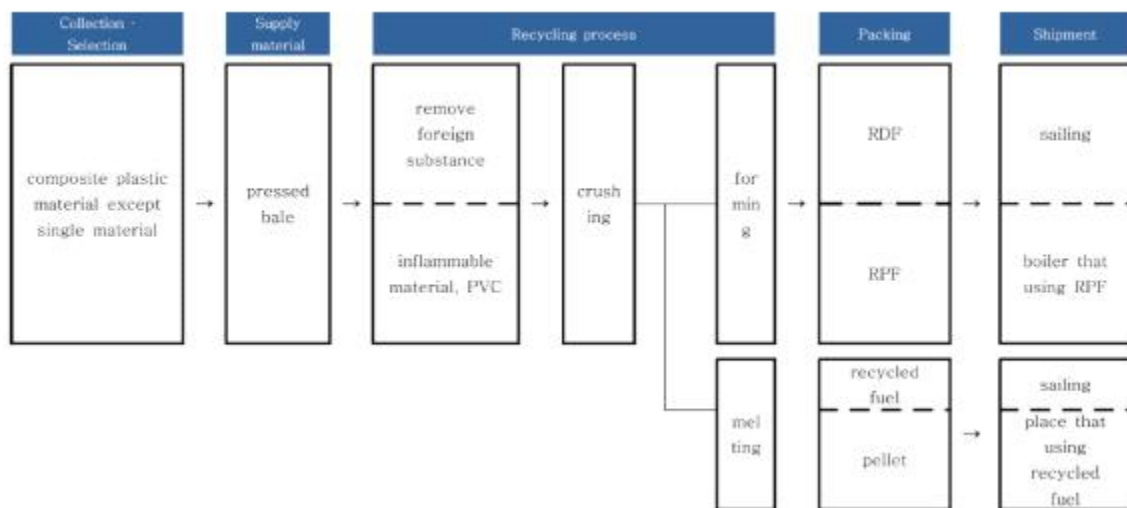 Collection ·
Selection
Supply
material
Recycling process
Packing
Shipment
composite plastic
material except
single material
→
pressed
bale
→
remove
foreign
substance
inflammable
material, PVC
→
crush
ing
for
min
g
→
RDF
RPF
→
sailing
boiler that
using RPF
mel
ting
recycled
fuel
pellet
→
sailing
place that
using
recycled
fuel